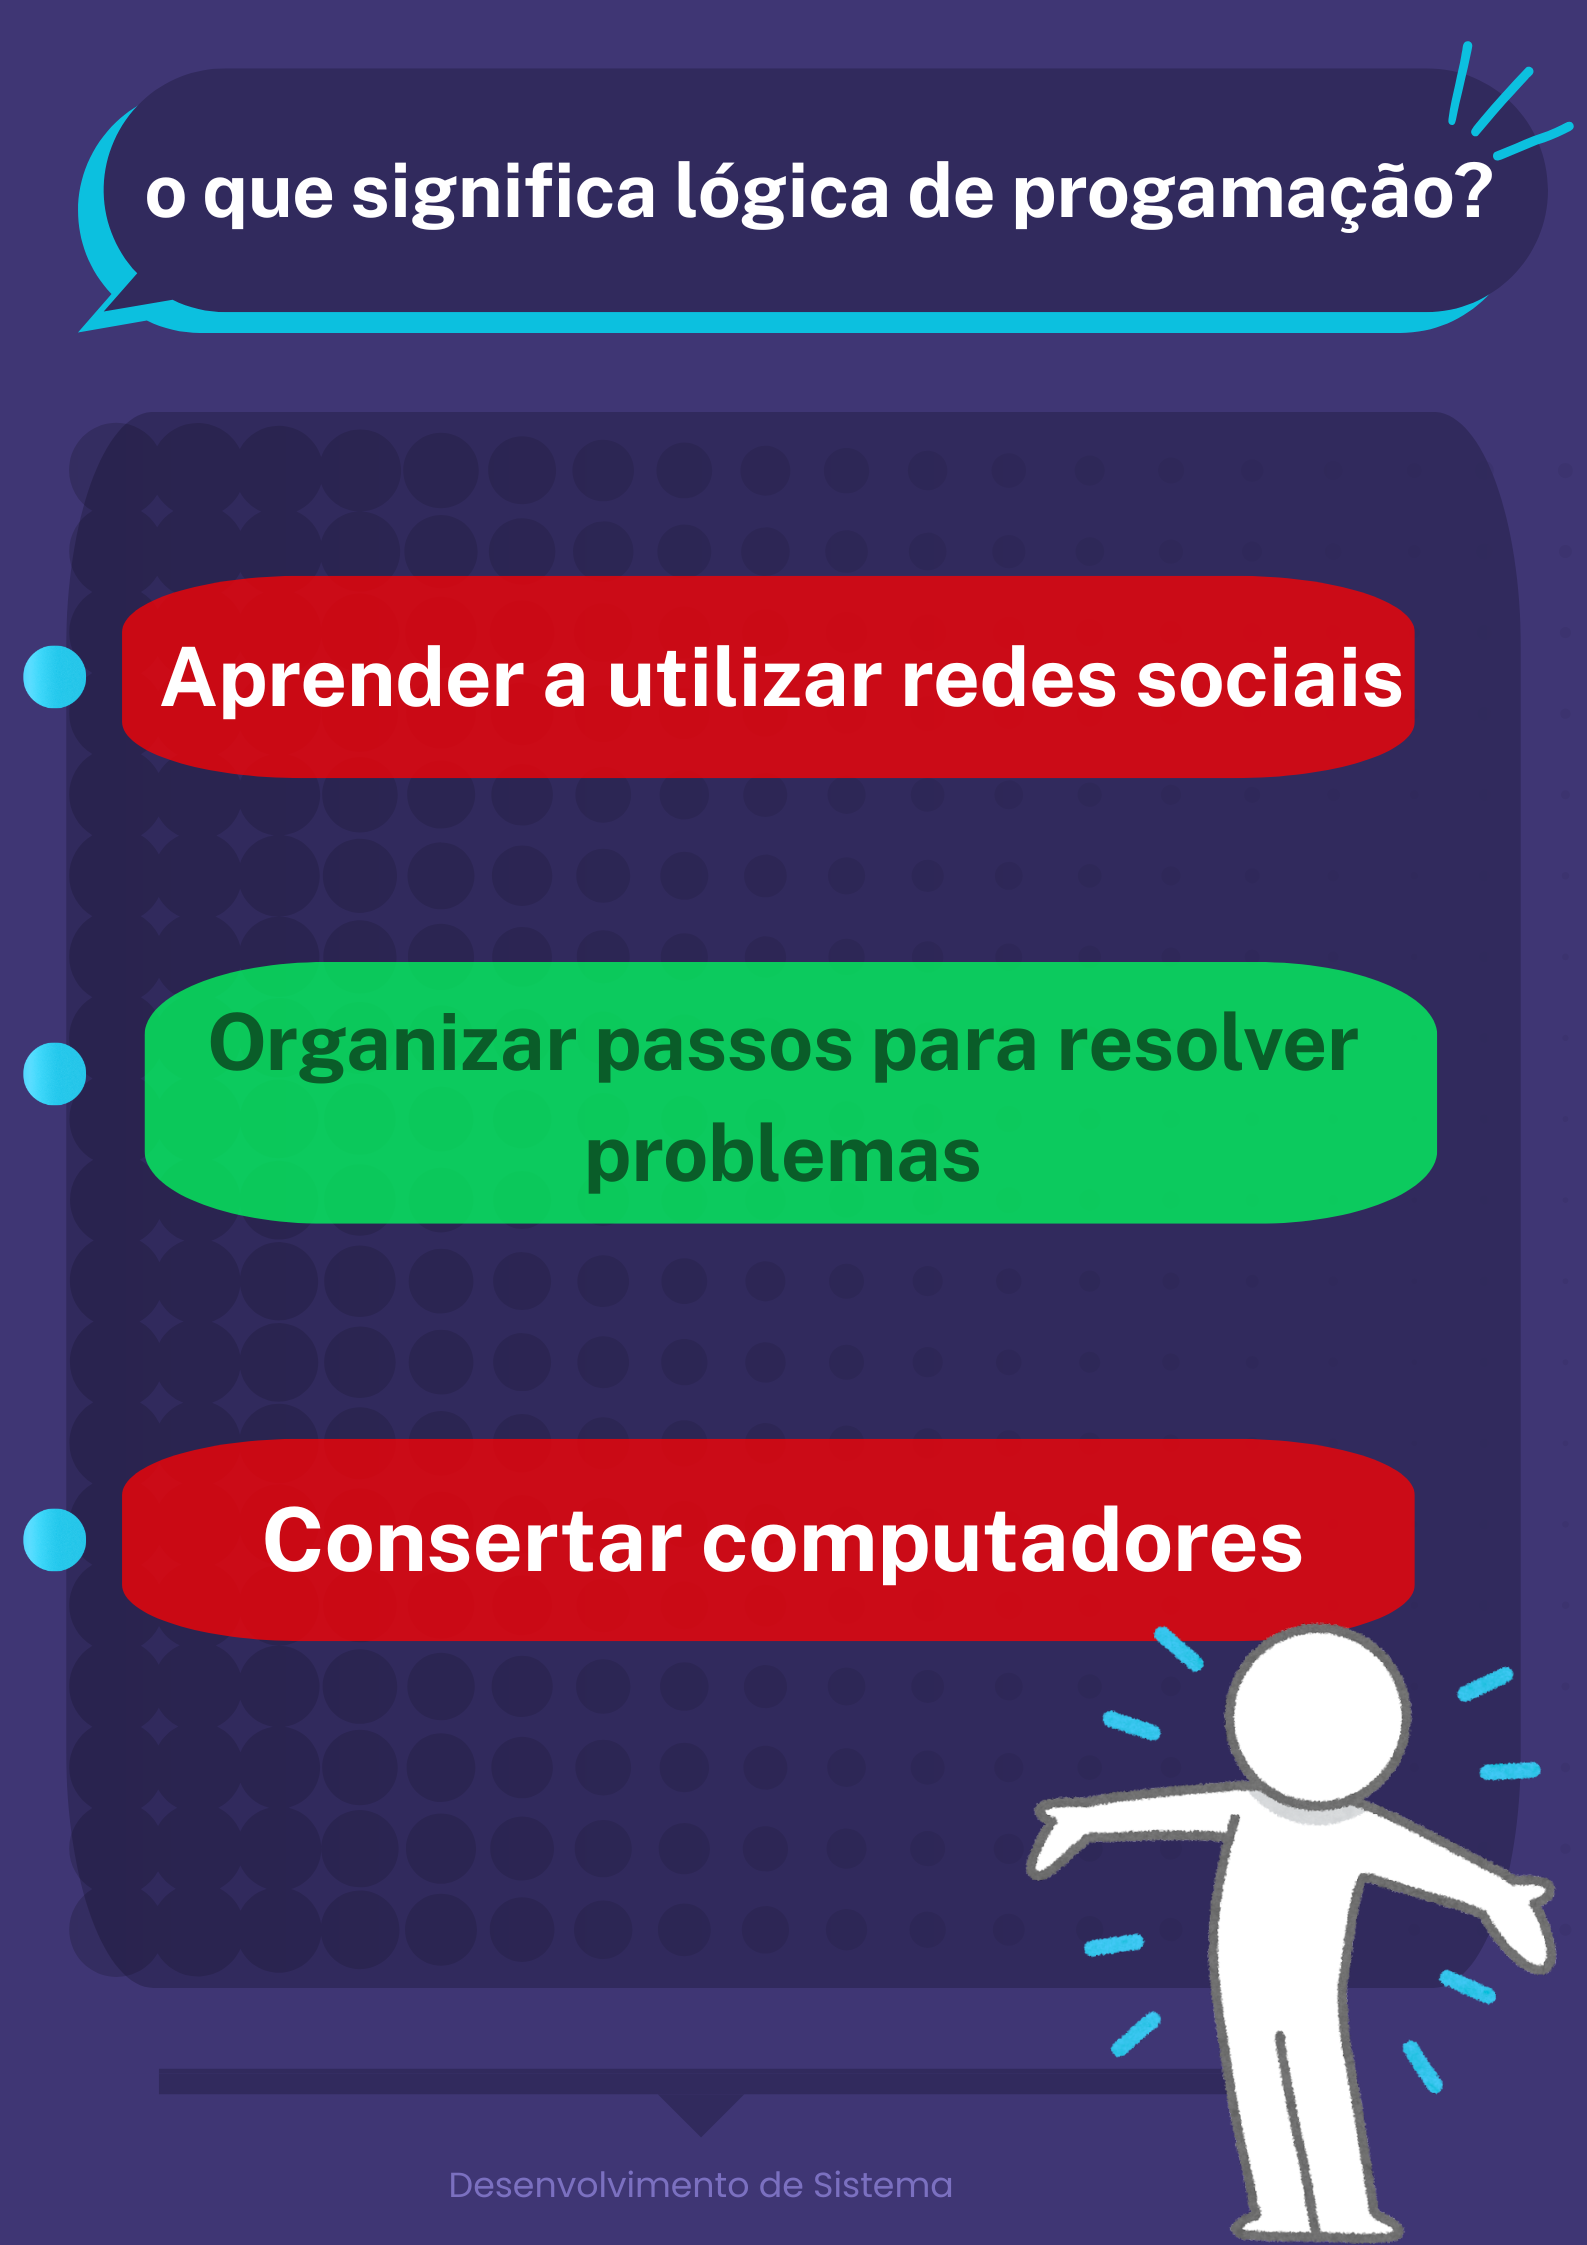 o que significa lógica de progamação?
Aprender a utilizar redes sociais
Organizar passos para resolver
problemas
Consertar computadores
Desenvolvimento de Sistema